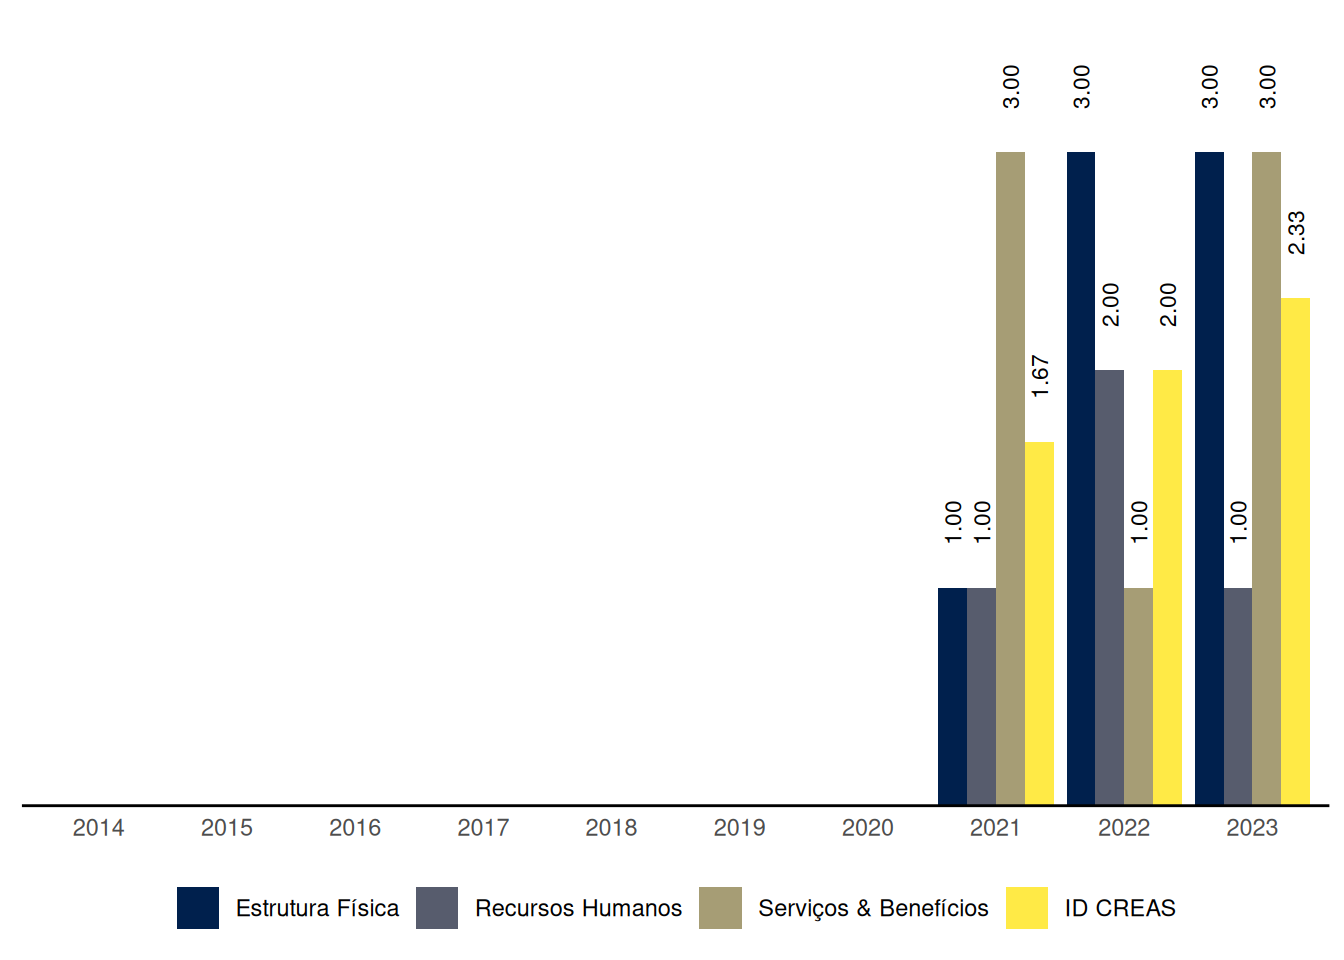 3.00 3.00 3.00 3.00
2.33
2.00 2.00
1.67
1.00 1.00 1.00 1.00
2014 2015 2016 2017 2018 2019 2020 2021 2022 2023
Estrutura Física Recursos Humanos Serviços & Benefícios ID CREAS